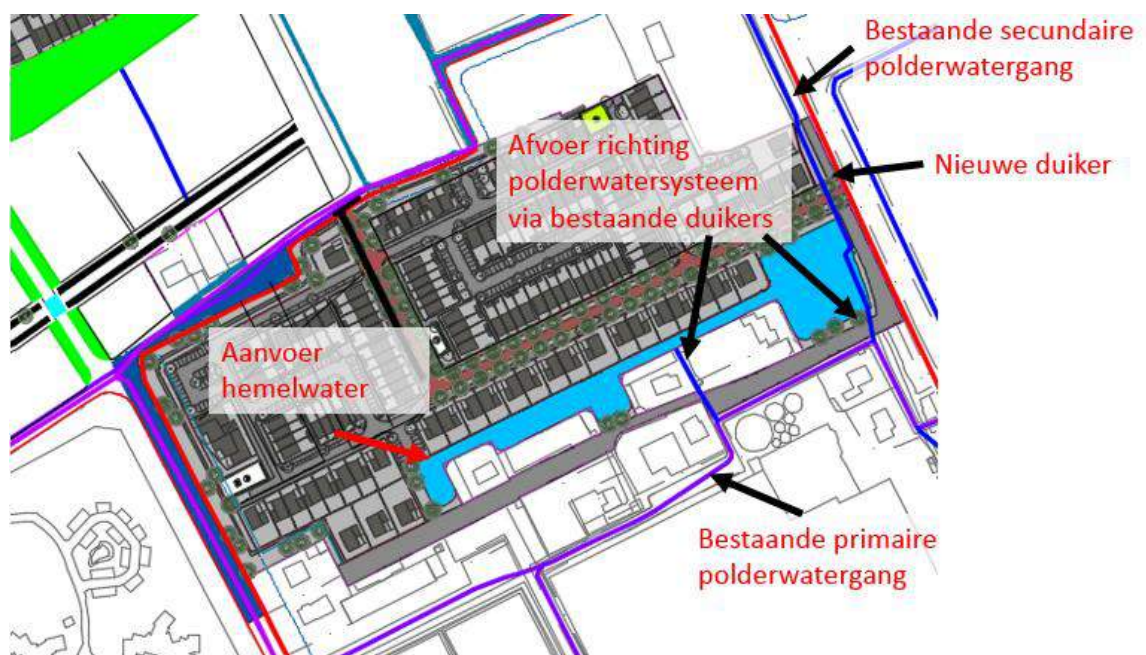 Bestaande secundaire
polderwatergang
Afvoer richting
polderwatersysteem
via bestaande duikers
Nieuwe duiker
Aanvoer
hemelwater
Bestaande primaire
polderwatergang